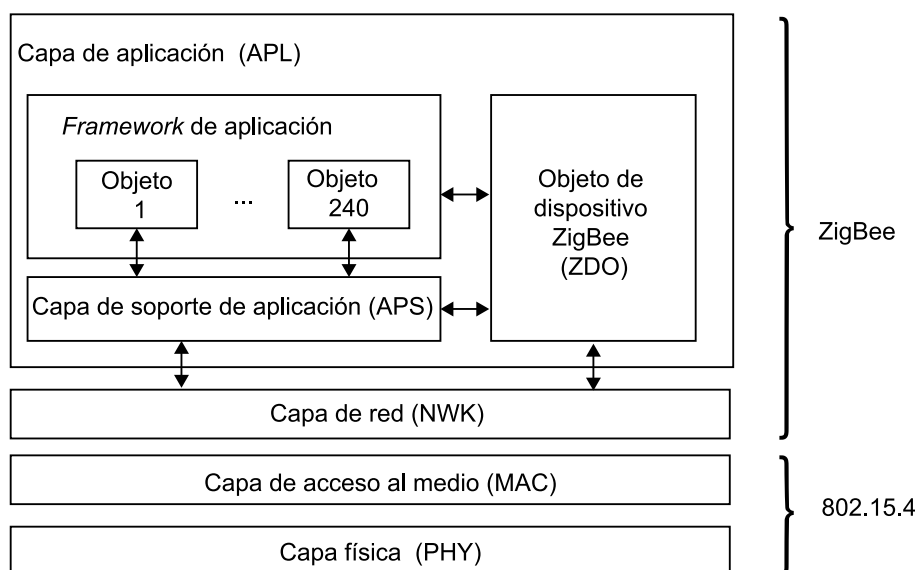 Capa de aplicación (APL)
Framework de aplicación
Objeto
1
...
Objeto
240
Objeto de
dispositivo
ZigBee
(ZDO)
Capa de soporte de aplicación (APS)
Capa de red (NWK)
ZigBee
Capa de acceso al medio (MAC)
Capa física (PHY)
802.15.4